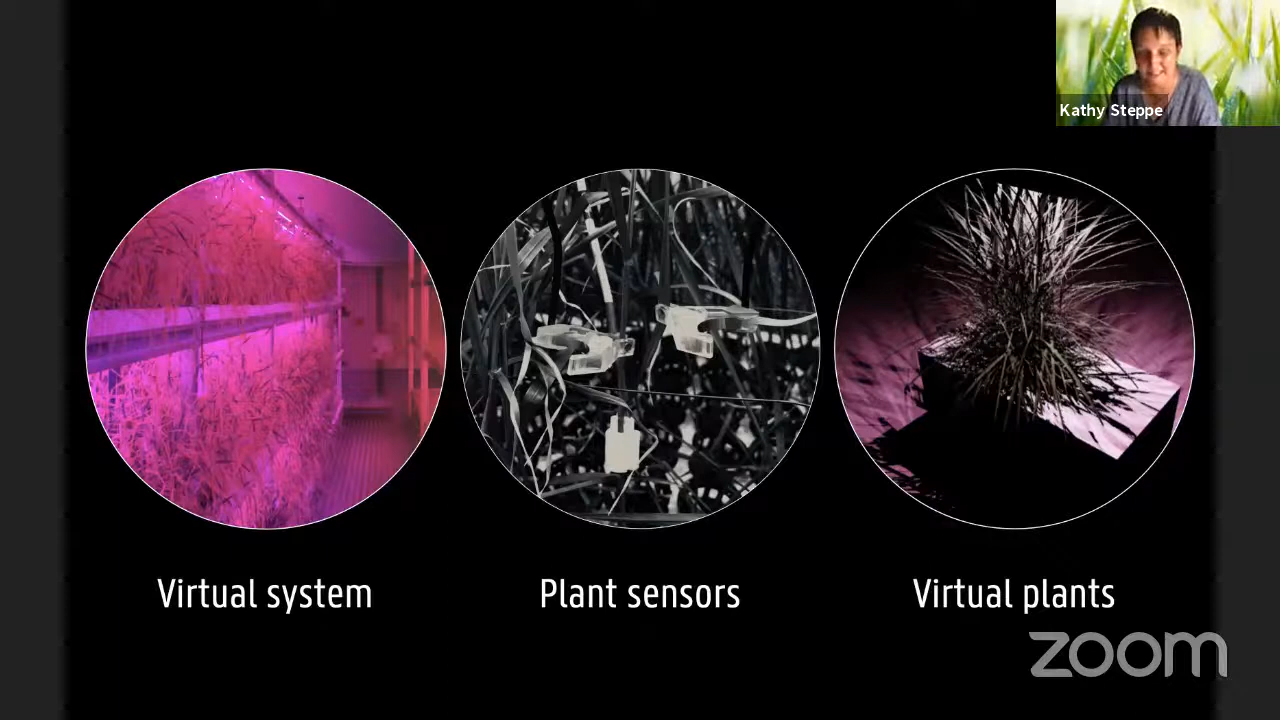 Kathy Steppe
Virtual system
Plant sensors
Virtual plants
zoom